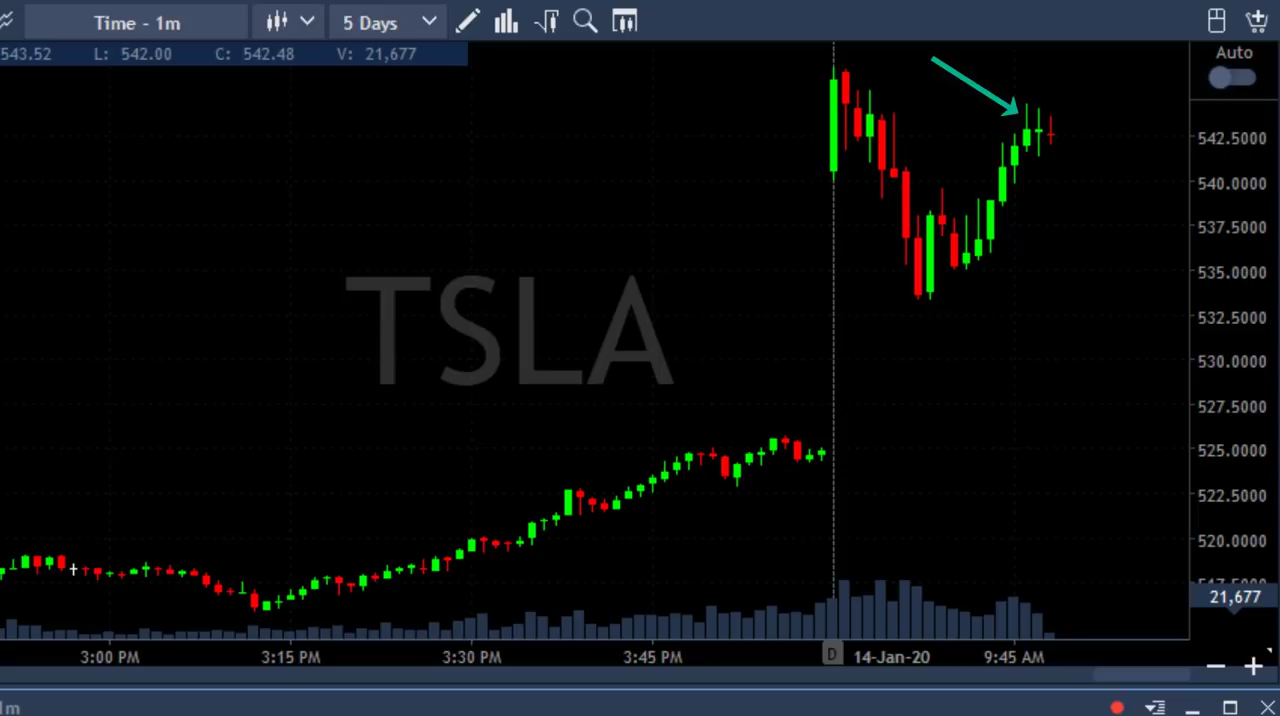 Time - 1m
5 Days
543.52 L: 542.00 C: 542.48 V: 21,677
Auto
542.5000
540.0000
537.5000
535.0000
532.5000
530.0000
527.5000
525.0000
522.5000
520.0000
21,677
TSLA
3:00 PM 3:15 PM 3:30 PM 3:45 PM D 14-Jan-20 9:45 AM
1m